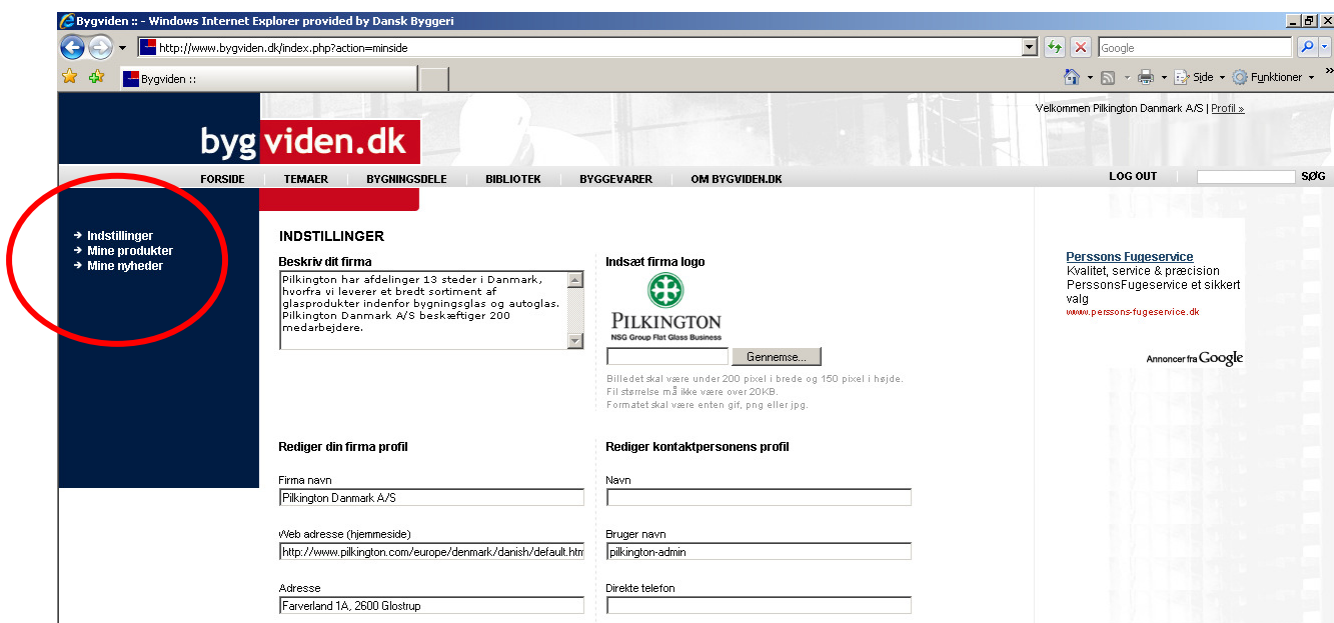 Bygviden :: - Windows Internet Explorer provided by Dansk Byggeri
http://www.bygviden.dk/index.php?action=minside
Google
Bygviden ::
Side
Funktioner
Velkommen Pilkington Danmark A/S | Profil »
bygviden.dk
FORSIDE TEMAER BYGNINGSDELE BIBLIOTEK BYGGEVARER OM BYGVIDEN.DK LOG OUT SØG
Indstillinger
Mine produkter
Mine nyheder
INDSTILLINGER
Beskriv dit firma
Pilkington har afdelinger 13 steder i Danmark,
hvorfra vi leverer et bredt sortiment af
glasprodukter indenfor bygningsglas og autoglas.
Pilkington Danmark A/S beskæftiger 200
medarbejdere.
Indsæt firma logo
PILKINGTON
NSG Group Flat Glass Business
Gennemse...
Billedet skal være under 200 pixel i brede og 150 pixel i højde.
Fil størrelse må ikke være over 20KB.
Formatet skal være enten gif, png eller jpg.
Rediger din firma profil
Firma navn
Pilkington Danmark A/S
Web adresse (hjemmeside)
http://www.pilkington.com/europe/denmark/danish/default.htm
Adresse
Farverland 1A, 2600 Glostrup
Rediger kontaktpersonens profil
Navn
Bruger navn
pilkington-admin
Direkte telefon
Perssons Fugeservice
Kvalitet, service & præcision
PerssonsFugeservice et sikkert
valg
www.perssons-fugeservice.dk
Annoncer fra Google